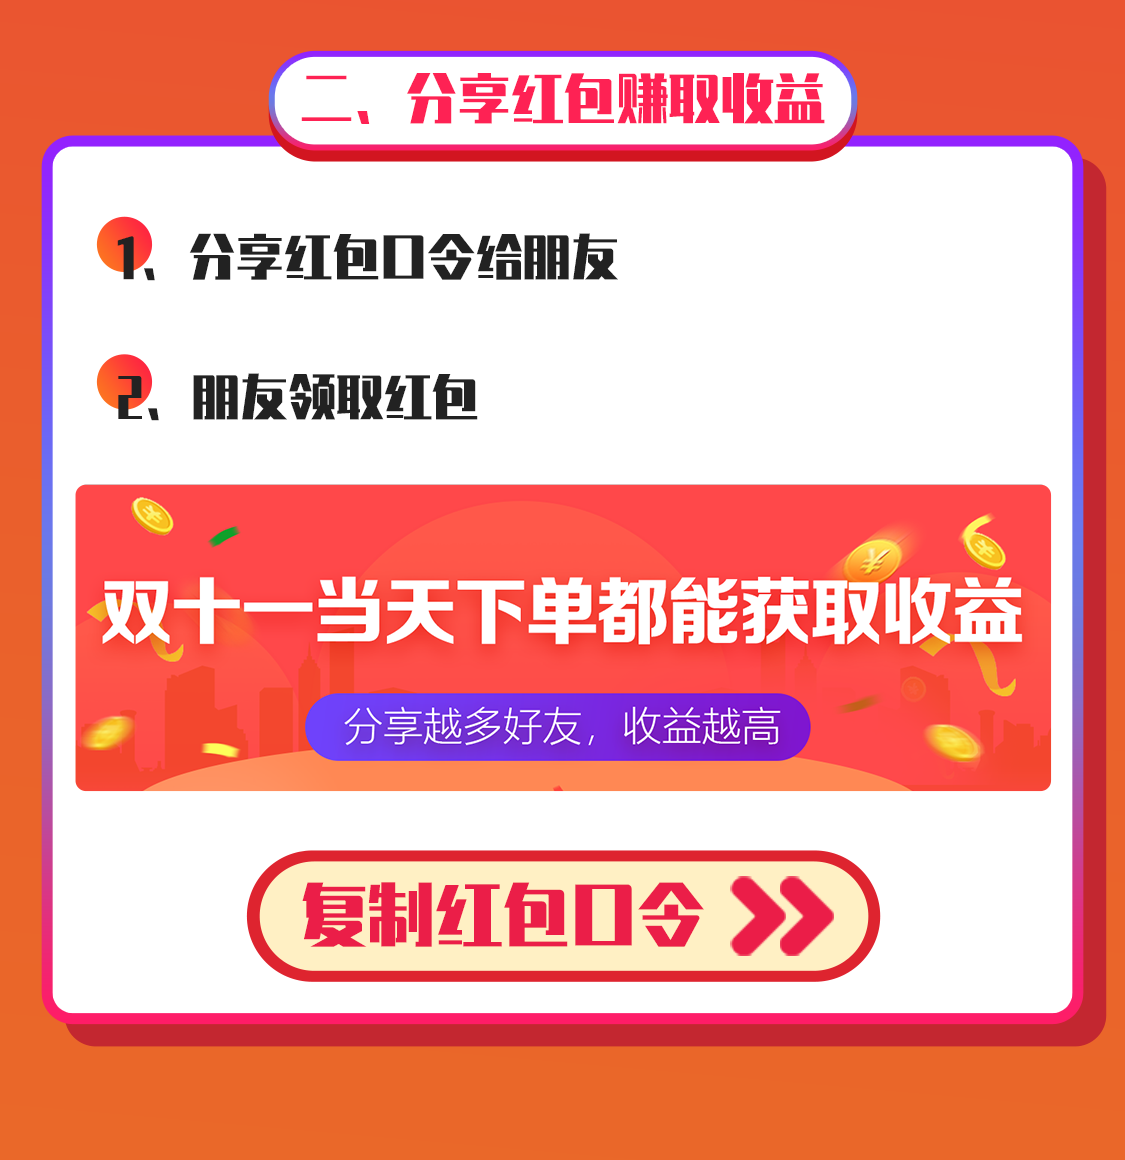 二、分享红包赚取收益
1、分享红包口令给朋友
2、朋友领取红包
双十一当天下单都能获取收益
分享越多好友，收益越高
复制红包口令